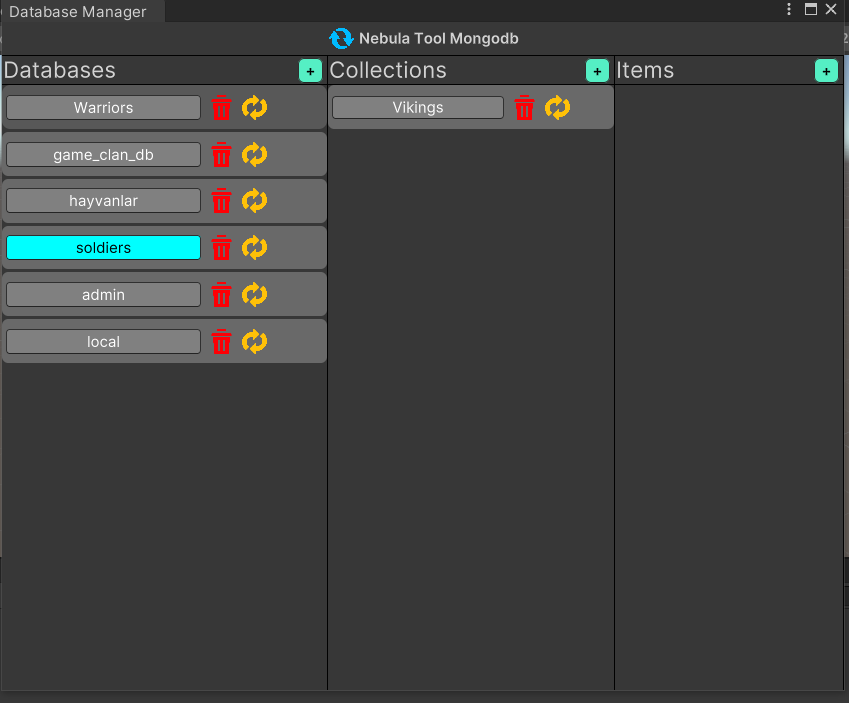 Database Manager
Nebula Tool Mongodb
Databases
+
Collections
+
Items
+
Warriors
Vikings
game_clan_db
hayvanlar
soldiers
admin
local